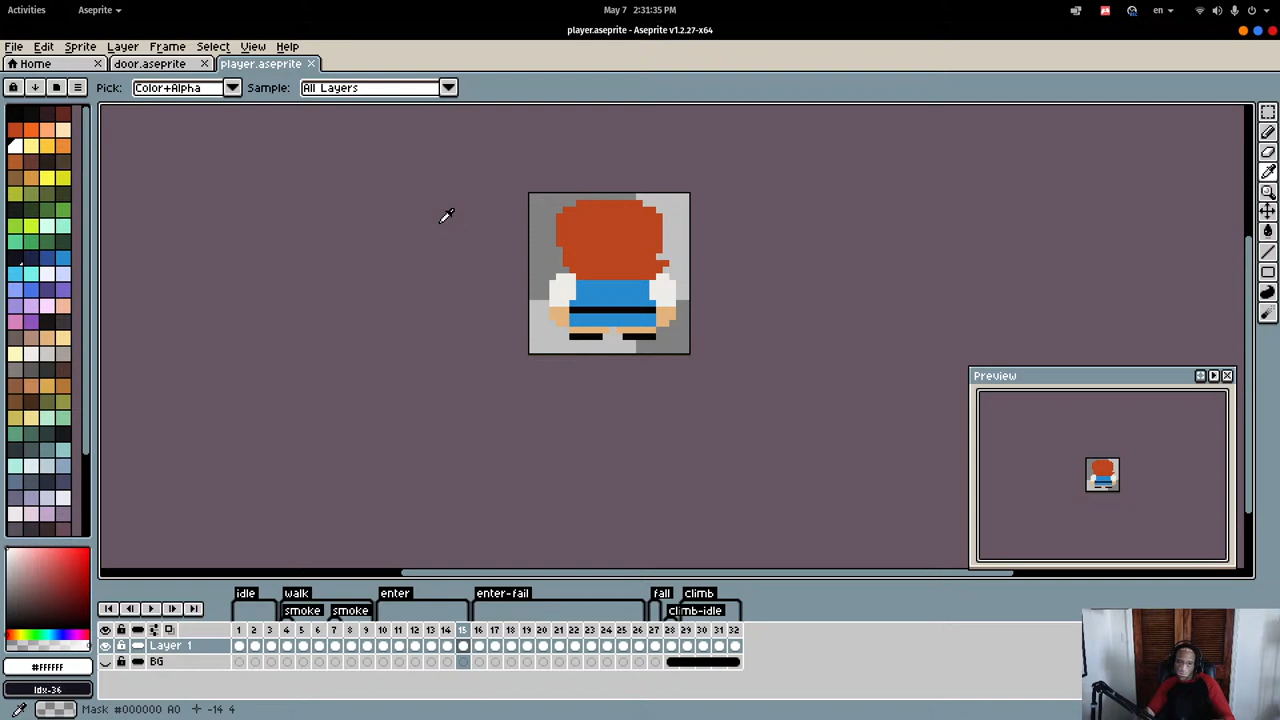 Activities Aseprite May 7 2:31:35 PM en
player.aseprite - Aseprite v1.2.27-x64
File Edit Sprite Layer Frame Select View Help
Home door.aseprite player.aseprite
Pick: Color+Alpha Sample: All Layers
Preview
idle walk enter enter-fail fall climb
smoke smoke climb-idle
1 2 3 4 5 6 7 8 9 10 11 12 13 14 15 16 17 18 19 20 21 22 23 24 25 26 27 28 29 30 31 32
Layer 1
BG
#FFFFFF
Idx-36
Mask #000000 A0 -14 4